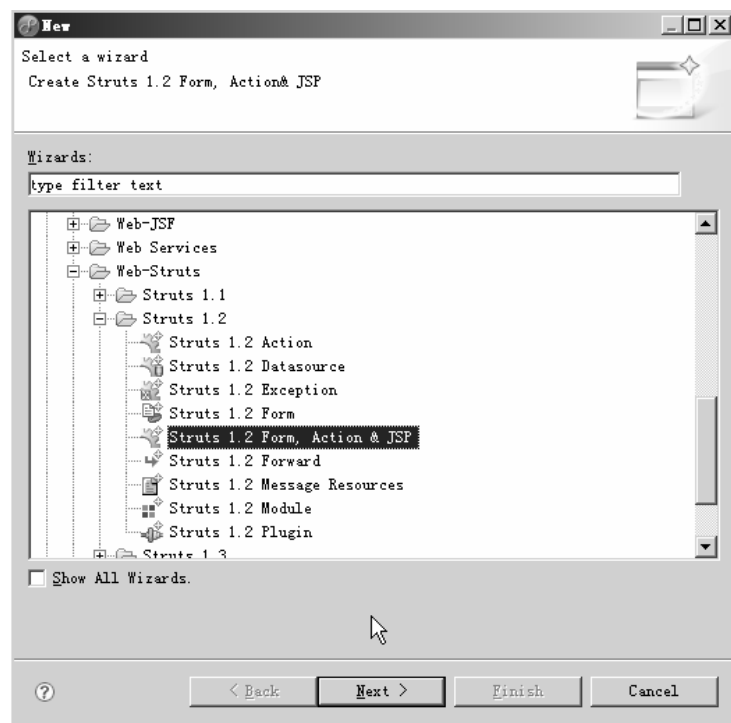 New
Select a wizard
Create Struts 1.2 Form, Action& JSP
Wizards:
type filter text
Web-JSF
Web Services
Web-Struts
Struts 1.1
Struts 1.2
Struts 1.2 Action
Struts 1.2 Datasource
Struts 1.2 Exception
Struts 1.2 Form
Struts 1.2 Form, Action & JSP
Struts 1.2 Forward
Struts 1.2 Message Resources
Struts 1.2 Module
Struts 1.2 Plugin
Struts 1.3
Show All Wizards.
< Back Next > Finish Cancel